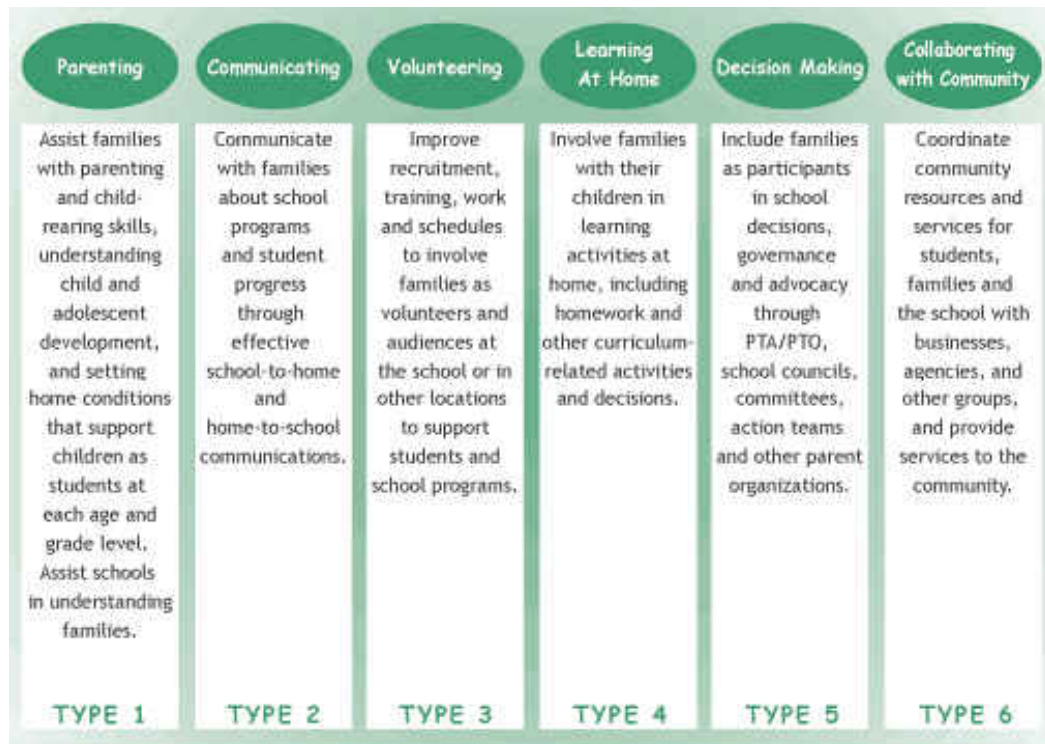 Parenting
Assist families
with parenting
and child-
rearing skills,
understanding
child and
adolescent
development,
and setting
home conditions
that support
children as
students at
each age and
grade level.
Assist schools
in understanding
families.
TYPE 1
Communicating
Communicate
with families
about school
programs
and student
progress
through
effective
school-to-home
and
home-to-school
communications.
TYPE 2
Volunteering
Improve
recruitment,
training, work
and schedules
to involve
families as
volunteers and
audiences at
the school or in
other locations
to support
students and
school programs.
TYPE 3
Learning
At Home
Involve families
with their
children in
learning
activities at
home, including
homework and
other curriculum-
related activities
and decisions.
TYPE 4
Decision Making
Include families
as participants
in school
decisions,
governance
and advocacy
through
PTA/PTO,
school councils,
committees,
action teams
and other parent
organizations.
TYPE 5
Collaborating
with Community
Coordinate
community
resources and
services for
students,
families and
the school with
businesses,
agencies, and
other groups,
and provide
services to the
community.
TYPE 6